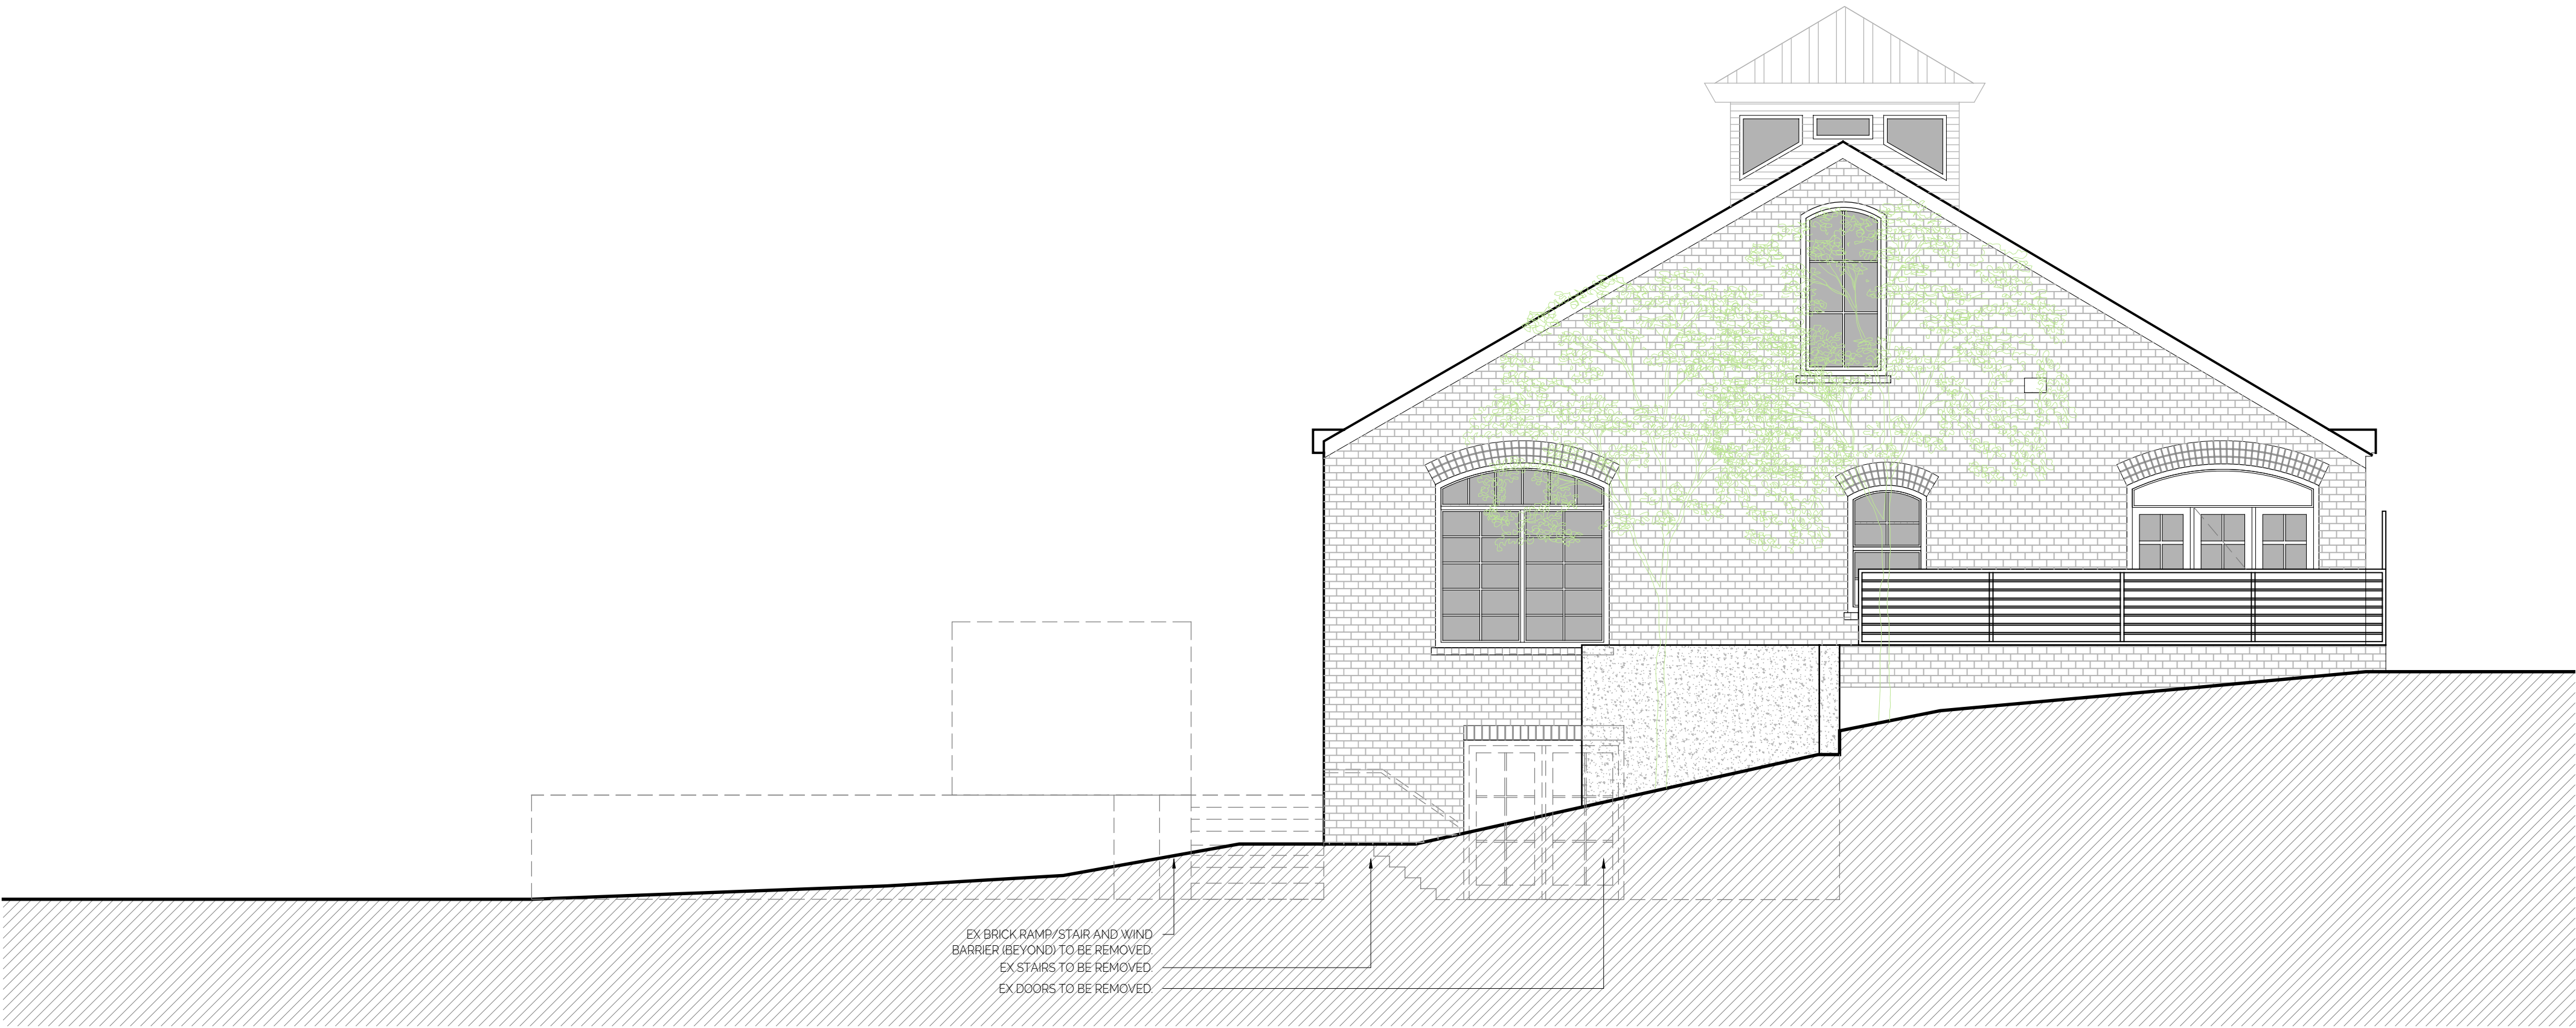 EX BRICK RAMP/STAIR AND WIND
BARRIER (BEYOND) TO BE REMOVED.
EX STAIRS TO BE REMOVED.
EX DOORS TO BE REMOVED.